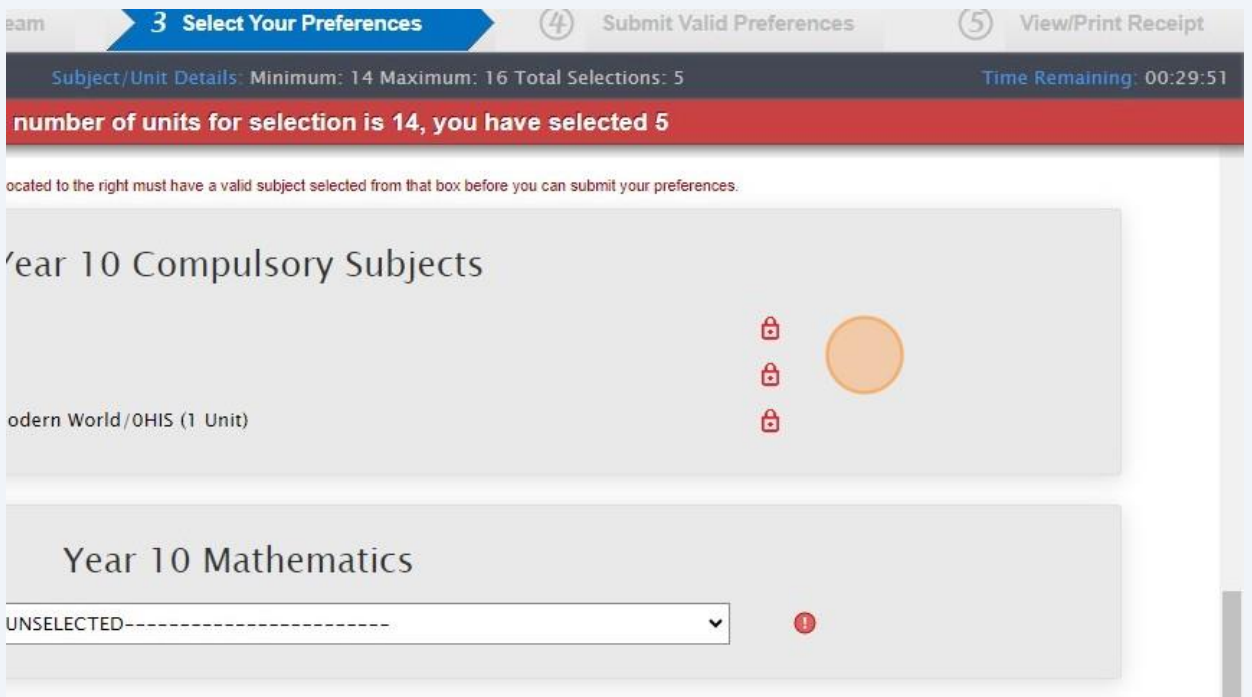 3 Select Your Preferences 4 Submit Valid Preferences 5 View/Print Receipt
Subject/Unit Details: Minimum: 14 Maximum: 16 Total Selections: 5 Time Remaining: 00:29:51
number of units for selection is 14, you have selected 5
ocated to the right must have a valid subject selected from that box before you can submit your preferences.
Year 10 Compulsory Subjects
odern World/0HIS (1 Unit)
Year 10 Mathematics
UNSELECTED------------------------